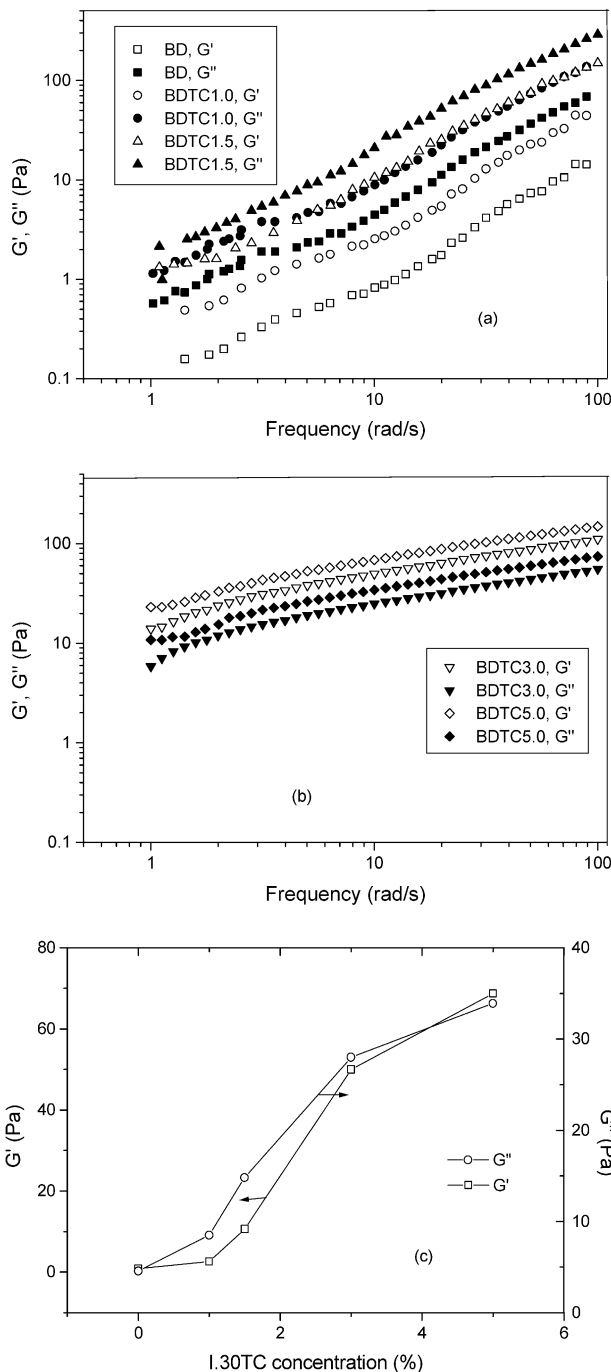 G', G'' (Pa)
100
10
1
0.1
BD, G'
BD, G''
BDTC1.0, G'
BDTC1.0, G''
BDTC1.5, G'
BDTC1.5, G''
(a)
1
10
100
Frequency (rad/s)
G', G'' (Pa)
100
10
1
0.1
BDTC3.0, G'
BDTC3.0, G''
BDTC5.0, G'
BDTC5.0, G''
(b)
1
10
100
Frequency (rad/s)
G' (Pa)
80
60
40
20
0
40
30
20
10
0
G'' (Pa)
G''
G'
(c)
0
2
4
6
I.30TC concentration (%)